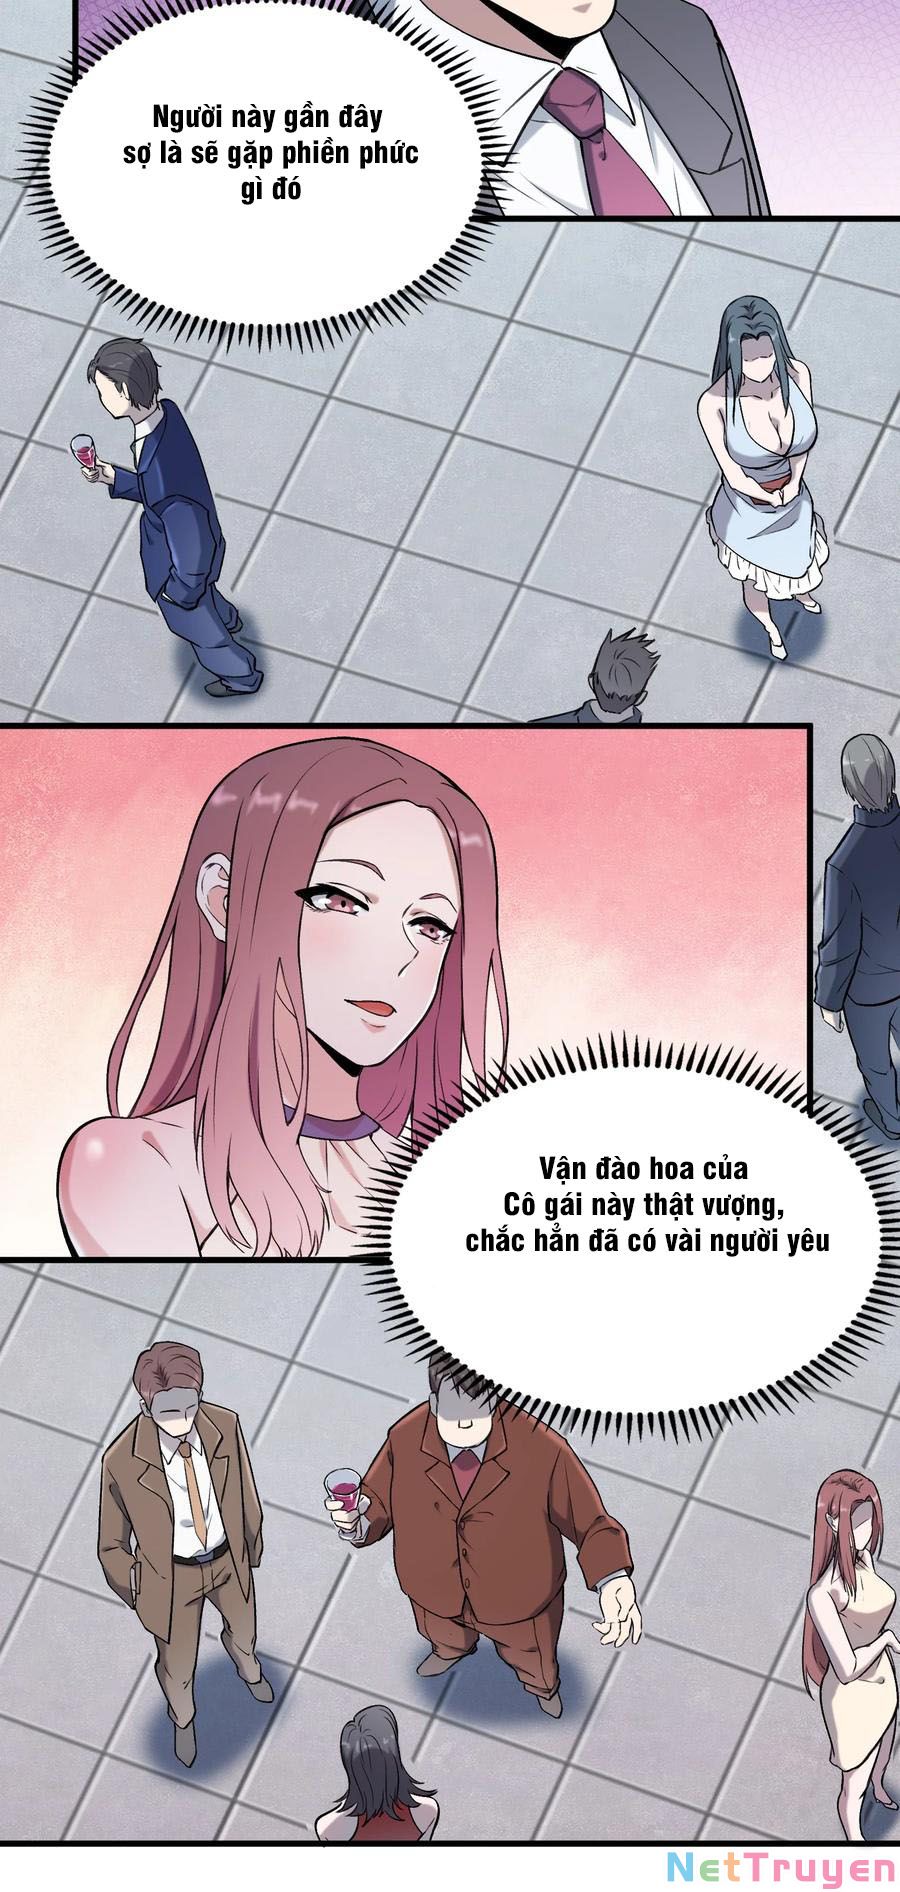 Người này gần đây
sợ là sẽ gặp phiền phức
gì đó
Vận đào hoa của
Cô gái này thật vượng,
chắc hẳn đã có vài người yêu
NetTruyen